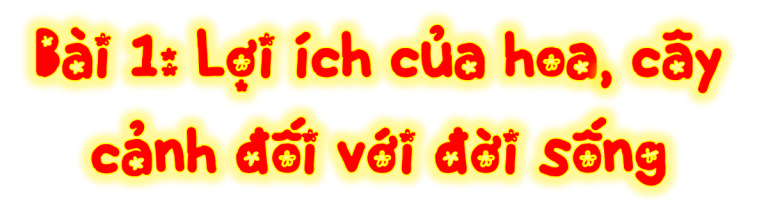 Bài 1: Lợi ích của hoa, cây
cảnh đối với đời sống